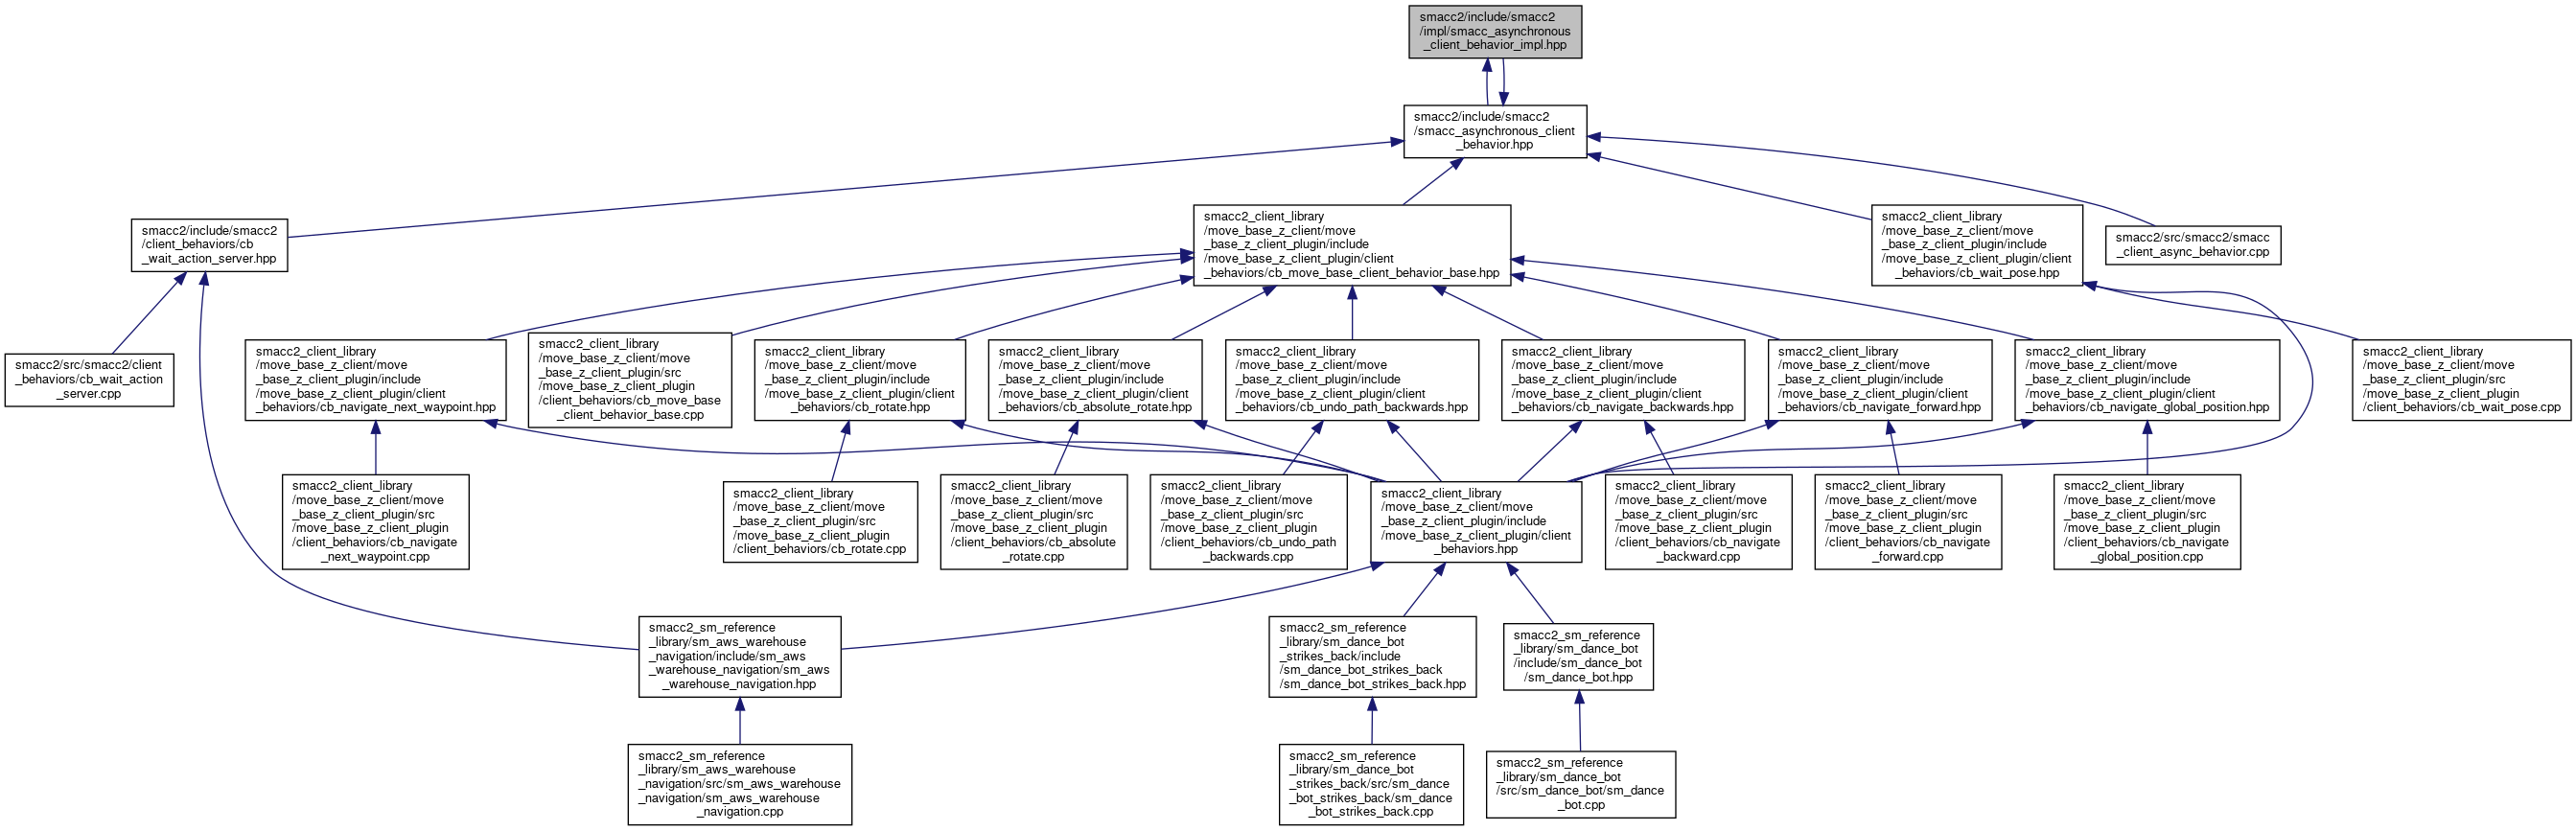 smacc2/include/smacc2
/impl/smacc_asynchronous
_client_behavior_impl.hpp
smacc2/include/smacc2
/smacc_asynchronous_client
_behavior.hpp
smacc2/include/smacc2
/client_behaviors/cb
_wait_action_server.hpp
smacc2_client_library
/move_base_z_client/move
_base_z_client_plugin/include
/move_base_z_client_plugin/client
_behaviors/cb_move_base_client_behavior_base.hpp
smacc2_client_library
/move_base_z_client/move
_base_z_client_plugin/include
/move_base_z_client_plugin/client
_behaviors/cb_wait_pose.hpp
smacc2/src/smacc2/smacc
_client_async_behavior.cpp
smacc2/src/smacc2/client
_behaviors/cb_wait_action
_server.cpp
smacc2_client_library
/move_base_z_client/move
_base_z_client_plugin/include
/move_base_z_client_plugin/client
_behaviors/cb_navigate_next_waypoint.hpp
smacc2_client_library
/move_base_z_client/move
_base_z_client_plugin/src
/move_base_z_client_plugin
/client_behaviors/cb_move_base
_client_behavior_base.cpp
smacc2_client_library
/move_base_z_client/move
_base_z_client_plugin/include
/move_base_z_client_plugin/client
_behaviors/cb_rotate.hpp
smacc2_client_library
/move_base_z_client/move
_base_z_client_plugin/include
/move_base_z_client_plugin/client
_behaviors/cb_absolute_rotate.hpp
smacc2_client_library
/move_base_z_client/move
_base_z_client_plugin/include
/move_base_z_client_plugin/client
_behaviors/cb_undo_path_backwards.hpp
smacc2_client_library
/move_base_z_client/move
_base_z_client_plugin/include
/move_base_z_client_plugin/client
_behaviors/cb_navigate_backwards.hpp
smacc2_client_library
/move_base_z_client/move
_base_z_client_plugin/include
/move_base_z_client_plugin/client
_behaviors/cb_navigate_forward.hpp
smacc2_client_library
/move_base_z_client/move
_base_z_client_plugin/include
/move_base_z_client_plugin/client
_behaviors/cb_navigate_global_position.hpp
smacc2_client_library
/move_base_z_client/move
_base_z_client_plugin/src
/move_base_z_client_plugin
/client_behaviors/cb_wait_pose.cpp
smacc2_client_library
/move_base_z_client/move
_base_z_client_plugin/src
/move_base_z_client_plugin
/client_behaviors/cb_navigate
_next_waypoint.cpp
smacc2_client_library
/move_base_z_client/move
_base_z_client_plugin/src
/move_base_z_client_plugin
/client_behaviors/cb_rotate.cpp
smacc2_client_library
/move_base_z_client/move
_base_z_client_plugin/src
/move_base_z_client_plugin
/client_behaviors/cb_absolute
_rotate.cpp
smacc2_client_library
/move_base_z_client/move
_base_z_client_plugin/src
/move_base_z_client_plugin
/client_behaviors/cb_undo_path
_backwards.cpp
smacc2_client_library
/move_base_z_client/move
_base_z_client_plugin/include
/move_base_z_client_plugin/client
_behaviors.hpp
smacc2_client_library
/move_base_z_client/move
_base_z_client_plugin/src
/move_base_z_client_plugin
/client_behaviors/cb_navigate
_backward.cpp
smacc2_client_library
/move_base_z_client/move
_base_z_client_plugin/src
/move_base_z_client_plugin
/client_behaviors/cb_navigate
_forward.cpp
smacc2_client_library
/move_base_z_client/move
_base_z_client_plugin/src
/move_base_z_client_plugin
/client_behaviors/cb_navigate
_global_position.cpp
smacc2_sm_reference
_library/sm_aws_warehouse
_navigation/include/sm_aws
_warehouse_navigation/sm_aws
_warehouse_navigation.hpp
smacc2_sm_reference
_library/sm_dance_bot
_strikes_back/include
/sm_dance_bot_strikes_back
/sm_dance_bot_strikes_back.hpp
smacc2_sm_reference
_library/sm_dance_bot
/include/sm_dance_bot
/sm_dance_bot.hpp
smacc2_sm_reference
_library/sm_aws_warehouse
_navigation/src/sm_aws_warehouse
_navigation/sm_aws_warehouse
_navigation.cpp
smacc2_sm_reference
_library/sm_dance_bot
_strikes_back/src/sm_dance
_bot_strikes_back/sm_dance
_bot_strikes_back.cpp
smacc2_sm_reference
_library/sm_dance_bot
/src/sm_dance_bot/sm_dance
_bot.cpp